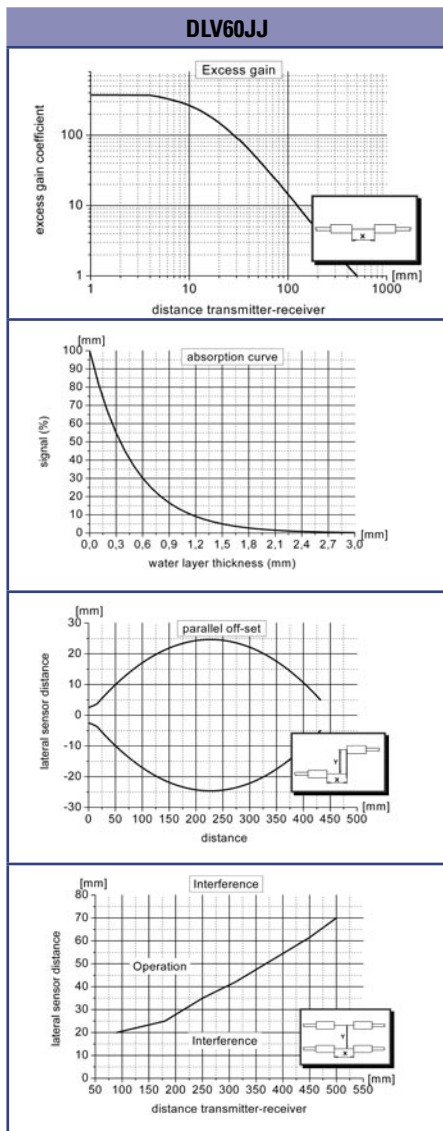 DLV60JJ
Excess gain
excess gain coefficient
100
10
1
X
1 10 100 1000
[mm]
distance transmitter-receiver
[mm]
absorption curve
signal (%)
100
90
80
70
60
50
40
30
20
10
0
[mm]
0,0 0,3 0,6 0,9 1,2 1,5 1,8 2,1 2,4 2,7 3,0
water layer thickness (mm)
[mm]
parallel off-set
lateral sensor distance
30
20
10
0
-10
-20
-30
Y
X
[mm]
0 50 100 150 200 250 300 350 400 450 500
distance
[mm]
Interference
lateral sensor distance
80
70
60
50
40
30
20
10
0
Operation
Interference
Y
X
[mm]
50 100 150 200 250 300 350 400 450 500 550
distance transmitter-receiver